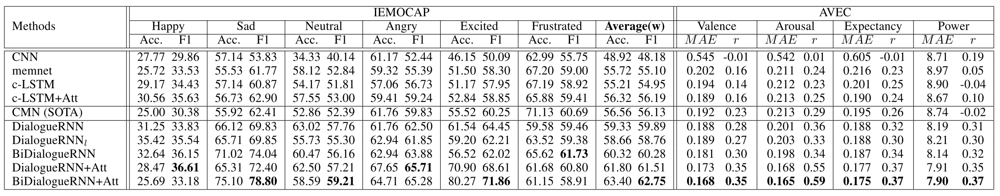 IEMOCAP AVEC
Methods Happy Sad Neutral Angry Excited Frustrated Average(w) Valence Arousal Expectancy Power
Acc. F1 Acc. F1 Acc. F1 Acc. F1 Acc. F1 Acc. F1 Acc. F1 MAE r MAE r MAE r MAE r
CNN 27.77 29.86 57.14 53.83 34.33 40.14 61.17 52.44 46.15 50.09 62.99 55.75 48.92 48.18 0.545 -0.01 0.542 0.01 0.605 -0.01 8.71 0.19
memnet 25.72 33.53 55.53 61.77 58.12 52.84 59.32 55.39 51.50 58.30 67.20 59.00 55.72 55.10 0.202 0.16 0.211 0.24 0.216 0.23 8.97 0.05
c-LSTM 29.17 34.43 57.14 60.87 54.17 51.81 57.06 56.73 51.17 57.95 67.19 58.92 55.21 54.95 0.194 0.14 0.212 0.23 0.201 0.25 8.90 -0.04
c-LSTM+Att 30.56 35.63 56.73 62.90 57.55 53.00 59.41 59.24 52.84 58.85 65.88 59.41 56.32 56.19 0.189 0.16 0.213 0.25 0.190 0.24 8.67 0.10
CMN (SOTA) 25.00 30.38 55.92 62.41 52.86 52.39 61.76 59.83 55.52 60.25 71.13 60.69 56.56 56.13 0.192 0.23 0.213 0.29 0.195 0.26 8.74 -0.02
DialogueRNN 31.25 33.83 66.12 69.83 63.02 57.76 61.76 62.50 61.54 64.45 59.58 59.46 59.33 59.89 0.188 0.28 0.201 0.36 0.188 0.32 8.19 0.31
DialogueRNNl 35.42 35.54 65.71 69.85 55.73 55.30 62.94 61.85 59.20 62.21 63.52 59.38 58.66 58.76 0.189 0.27 0.203 0.33 0.188 0.30 8.21 0.30
BiDialogueRNN 32.64 36.15 71.02 74.04 60.47 56.16 62.94 63.88 56.52 62.02 65.62 61.73 60.32 60.28 0.181 0.30 0.198 0.34 0.187 0.34 8.14 0.32
DialogueRNN+Att 28.47 36.61 65.31 72.40 62.50 57.21 67.65 65.71 70.90 68.61 61.68 60.80 61.80 61.51 0.173 0.35 0.168 0.55 0.177 0.37 7.91 0.35
BiDialogueRNN+Att 25.69 33.18 75.10 78.80 58.59 59.21 64.71 65.28 80.27 71.86 61.15 58.91 63.40 62.75 0.168 0.35 0.165 0.59 0.175 0.37 7.90 0.37